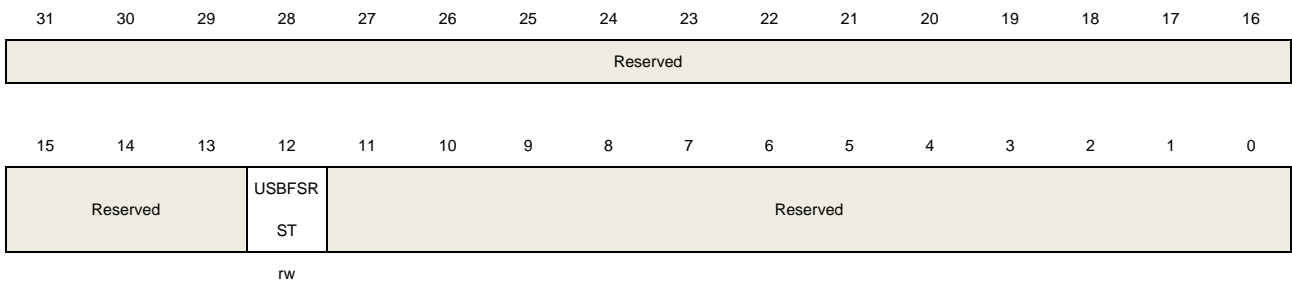 31 30 29 28 27 26 25 24 23 22 21 20 19 18 17 16
Reserved
15 14 13 12 11 10 9 8 7 6 5 4 3 2 1 0
Reserved USBFSR ST Reserved
rw